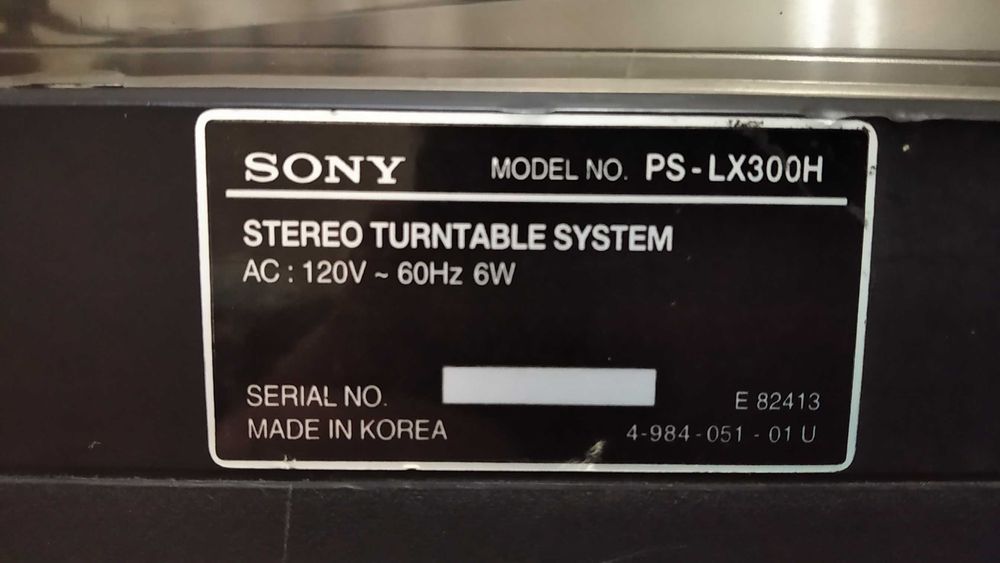 SONY MODEL NO. PS-LX300H
STEREO TURNTABLE SYSTEM
AC : 120V ~ 60Hz 6W
SERIAL NO.
E 82413
MADE IN KOREA
4-984-051-01 U